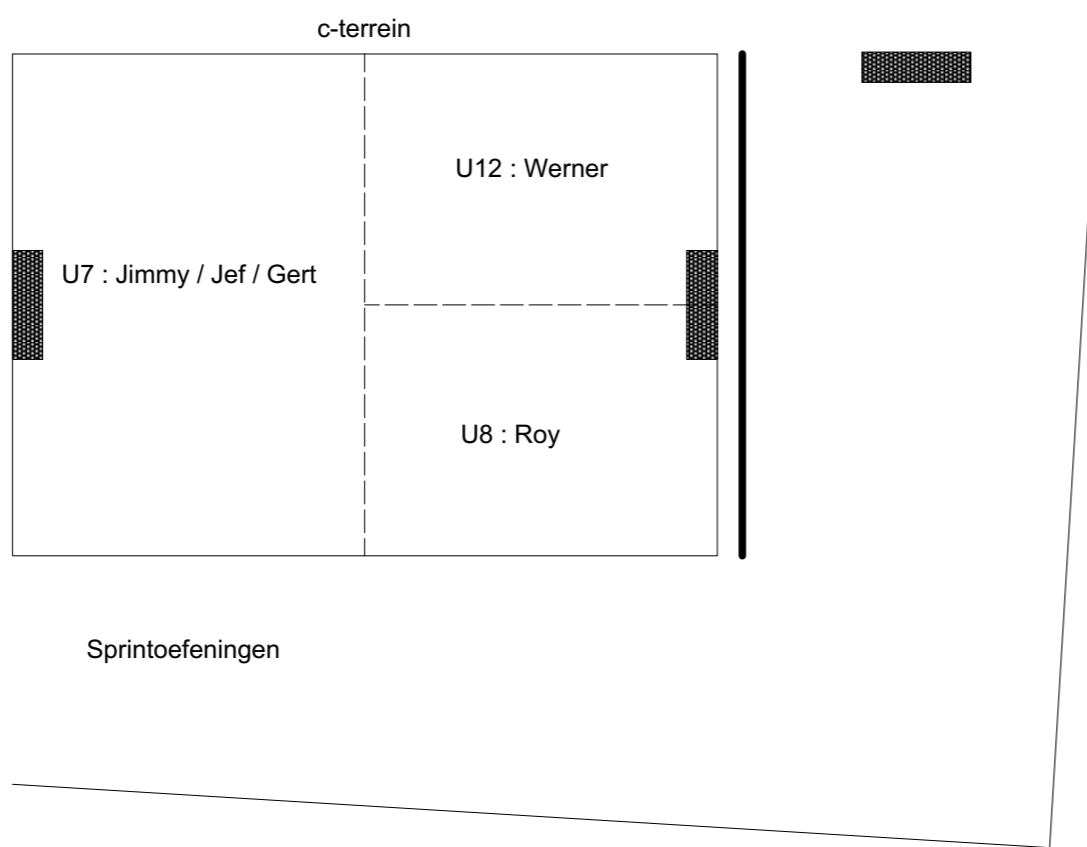 c-terrein
U12 : Werner
U7 : Jimmy / Jef / Gert
U8 : Roy
Sprintoefeningen